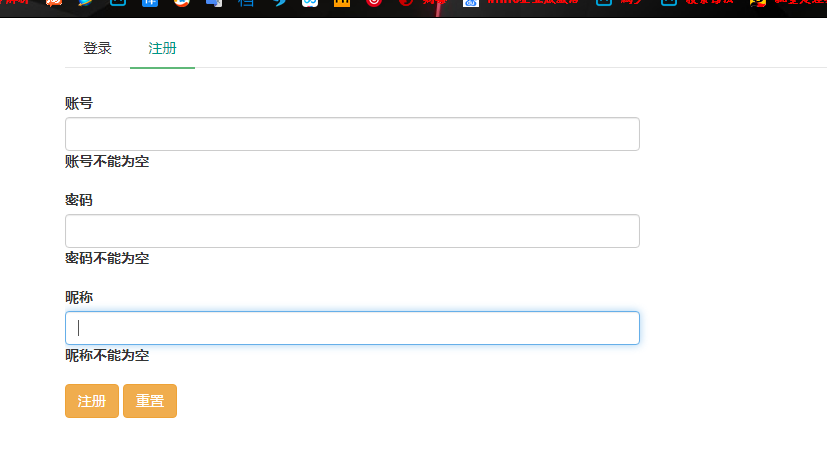 登录 注册
账号
账号不能为空
密码
密码不能为空
昵称
昵称不能为空
注册 重置